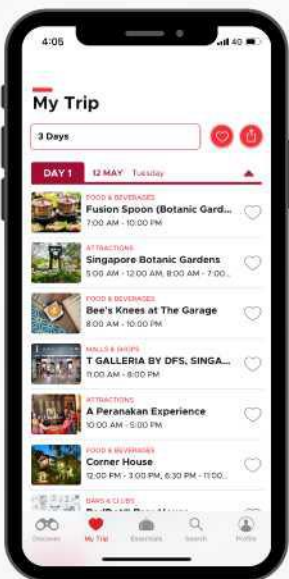 4:05
4G
My Trip
3 Days
DAY 1 12 MAY Tuesday
FOOD & BEVERAGES
Fusion Spoon (Botanic Gard...
7:00 AM - 10:00 PM
ATTRACTIONS
Singapore Botanic Gardens
5:00 AM - 12:00 AM, 8:00 AM - 7:00...
FOOD & BEVERAGES
Bee's Knees at The Garage
8:00 AM - 10:00 PM
MALLS & SHOPS
T GALLERIA BY DFS, SINGA...
11:00 AM - 8:00 PM
ATTRACTIONS
A Peranakan Experience
10:00 AM - 5:00 PM
FOOD & BEVERAGES
Corner House
12:00 PM - 3:00 PM, 6:30 PM - 11:00...
BARS & CLUBS
Discover My Trip Essentials Search Profile